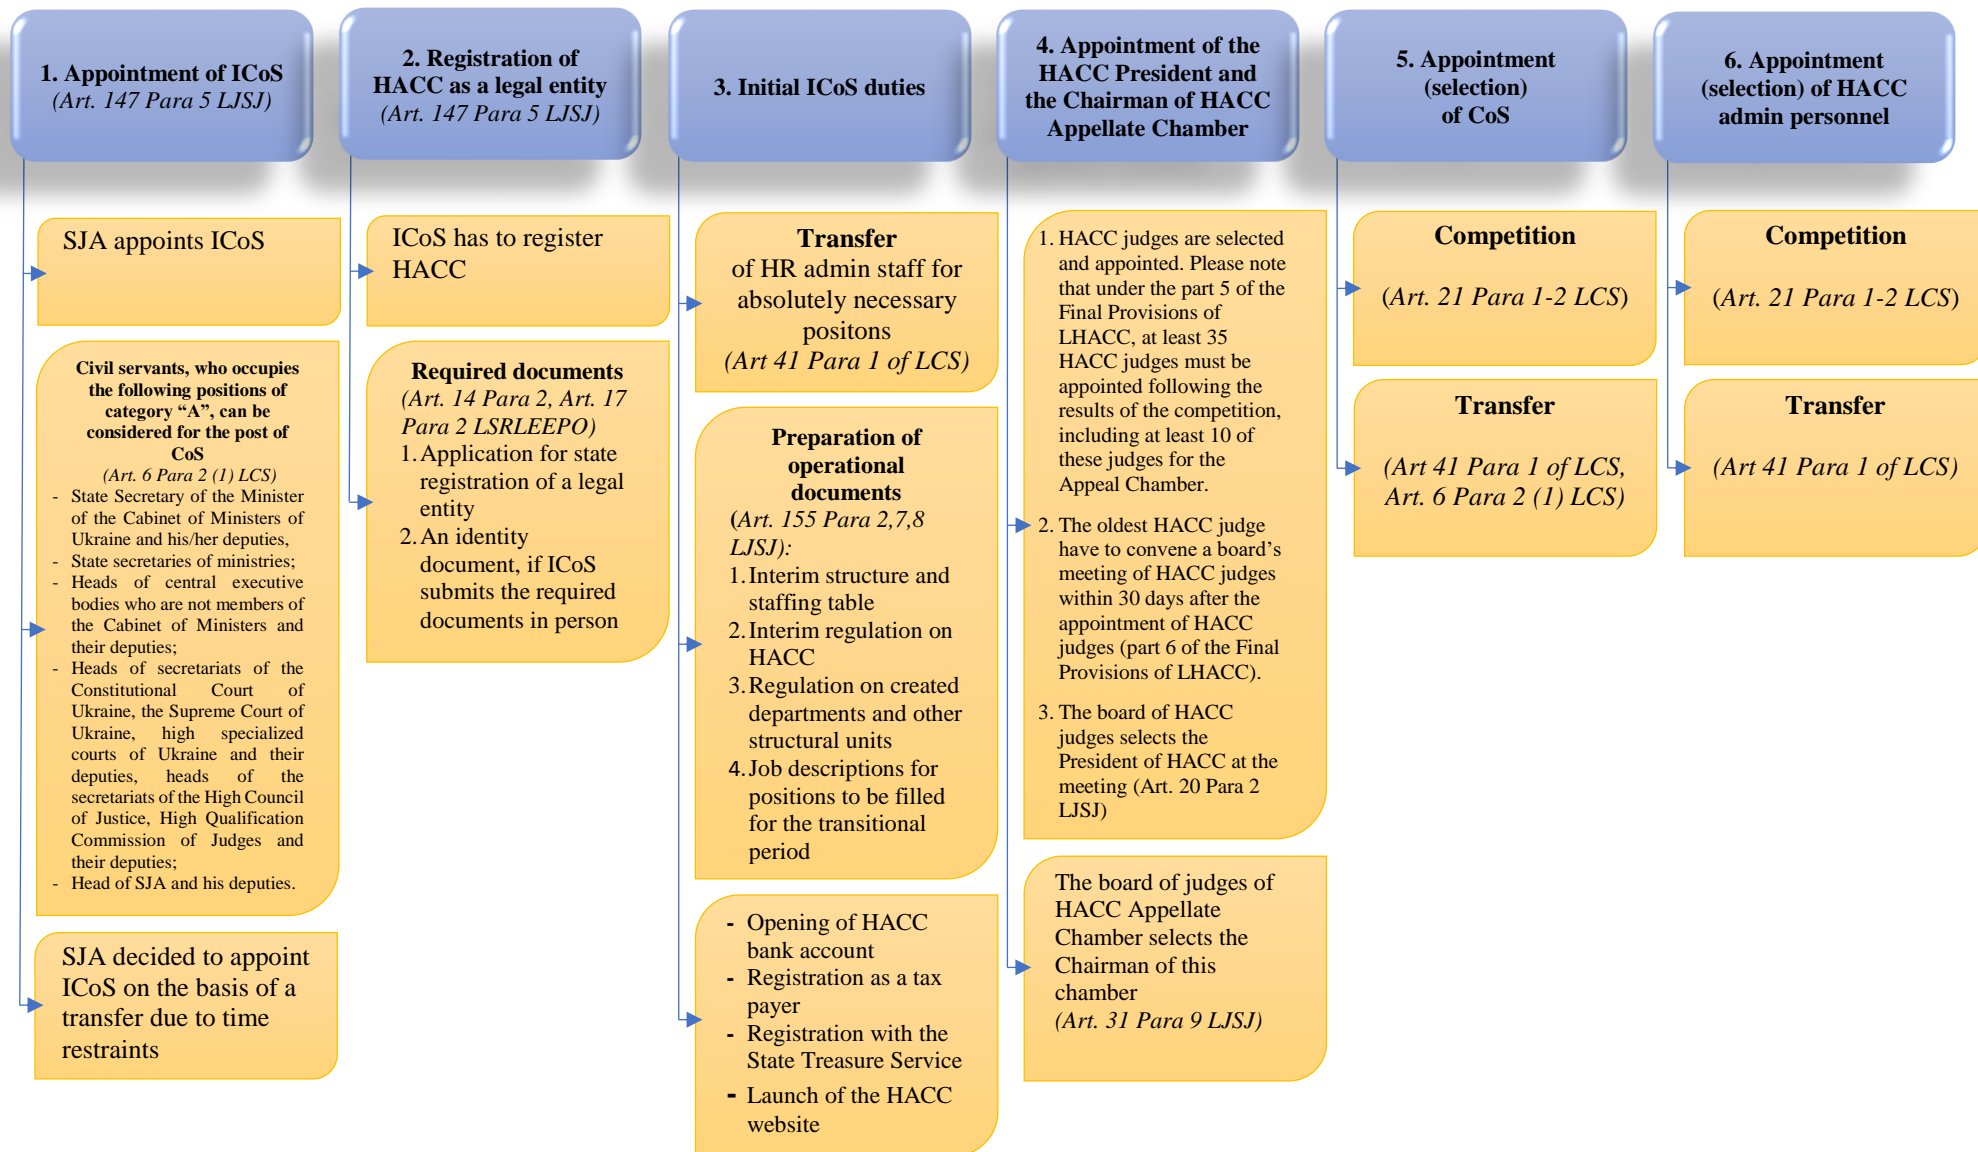 1. Appointment of ICoS
(Art. 147 Para 5 LJSJ)
SJA appoints ICoS
Civil servants, who occupies
the following positions of
category “A”, can be
considered for the post of
CoS
(Art. 6 Para 2 (1) LCS)
- State Secretary of the Minister
of the Cabinet of Ministers of
Ukraine and his/her deputies,
- State secretaries of ministries;
- Heads of central executive
bodies who are not members of
the Cabinet of Ministers and
their deputies;
- Heads of secretariats of the
Constitutional Court of
Ukraine, the Supreme Court of
Ukraine, high specialized
courts of Ukraine and their
deputies, heads of the
secretariats of the High Council
of Justice, High Qualification
Commission of Judges and
their deputies;
- Head of SJA and his deputies.
SJA decided to appoint
ICoS on the basis of a
transfer due to time
restraints
2. Registration of
HACC as a legal entity
(Art. 147 Para 5 LJSJ)
ICoS has to register
HACC
Required documents
(Art. 14 Para 2, Art. 17
Para 2 LSRLEEPO)
1. Application for state
registration of a legal
entity
2. An identity
document, if ICoS
submits the required
documents in person
3. Initial ICoS duties
Transfer
of HR admin staff for
absolutely necessary
positons
(Art 41 Para 1 of LCS)
Preparation of
operational
documents
(Art. 155 Para 2,7,8
LJSJ):
1. Interim structure and
staffing table
2. Interim regulation on
HACC
3. Regulation on created
departments and other
structural units
4. Job descriptions for
positions to be filled
for the transitional
period
- Opening of HACC
bank account
- Registration as a tax
payer
- Registration with the
State Treasure Service
- Launch of the HACC
website
4. Appointment of the
HACC President and
the Chairman of HACC
Appellate Chamber
1. HACC judges are selected
and appointed. Please note
that under the part 5 of the
Final Provisions of
LHACC, at least 35
HACC judges must be
appointed following the
results of the competition,
including at least 10 of
these judges for the
Appeal Chamber.
2. The oldest HACC judge
have to convene a board’s
meeting of HACC judges
within 30 days after the
appointment of HACC
judges (part 6 of the Final
Provisions of LHACC).
3. The board of HACC
judges selects the
President of HACC at the
meeting (Art. 20 Para 2
LJSJ)
The board of judges of
HACC Appellate
Chamber selects the
Chairman of this
chamber
(Art. 31 Para 9 LJSJ)
5. Appointment
(selection)
of CoS
Competition
(Art. 21 Para 1-2 LCS)
Transfer
(Art 41 Para 1 of LCS,
Art. 6 Para 2 (1) LCS)
6. Appointment
(selection) of HACC
admin personnel
Competition
(Art. 21 Para 1-2 LCS)
Transfer
(Art 41 Para 1 of LCS)